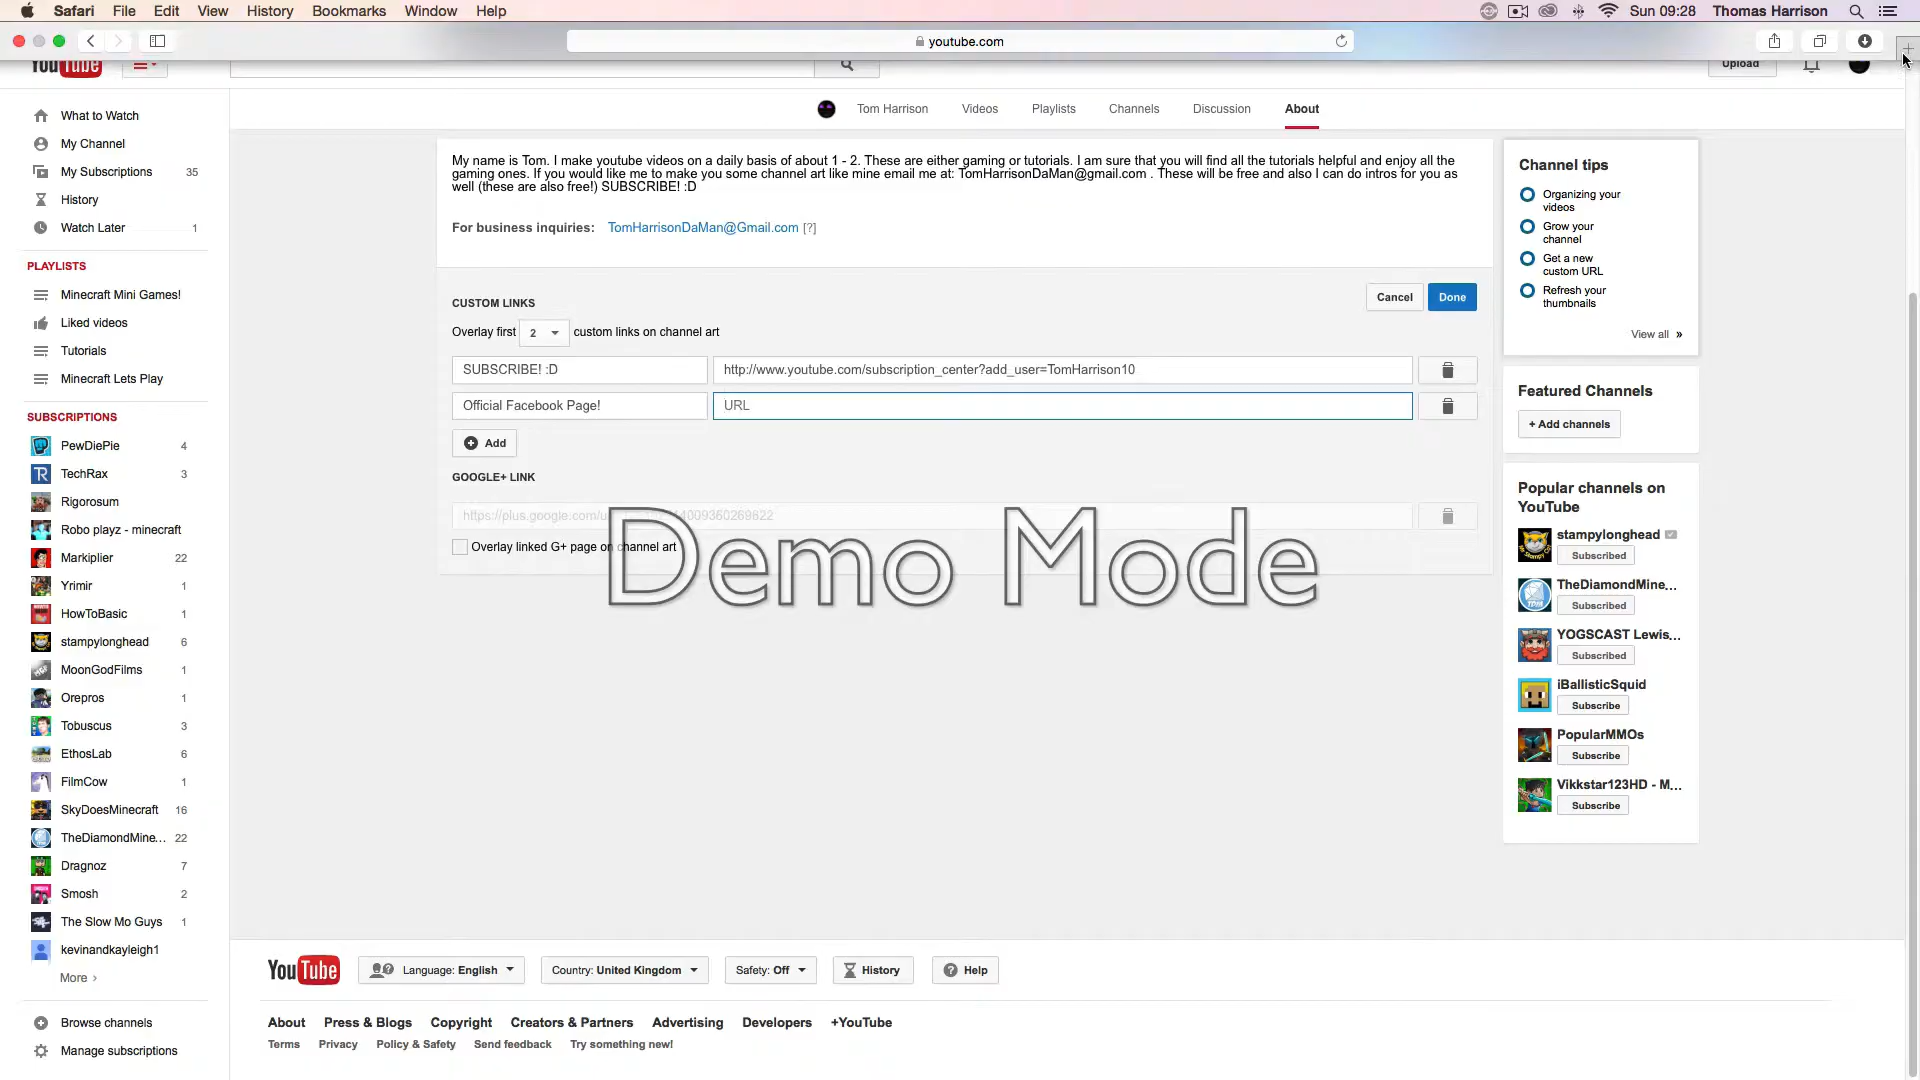 Safari File Edit View History Bookmarks Window Help Sun 09:28 Thomas Harrison
youtube.com
YouTube Upload
Tom Harrison Videos Playlists Channels Discussion About
What to Watch
My Channel
My Subscriptions 35
History
Watch Later 1
PLAYLISTS
Minecraft Mini Games!
Liked videos
Tutorials
Minecraft Lets Play
SUBSCRIPTIONS
PewDiePie 4
TechRax 3
Rigorosum
Robo playz - minecraft
Markiplier 22
Yrimir 1
HowToBasic 1
stampylonghead 6
MoonGodFilms 1
Orepros 1
Tobuscus 3
EthosLab 6
FilmCow 1
SkyDoesMinecraft 16
TheDiamondMine... 22
Dragnoz 7
Smosh 2
The Slow Mo Guys 1
kevinandkayleigh1
More ›
Browse channels
Manage subscriptions
My name is Tom. I make youtube videos on a daily basis of about 1 - 2. These are either gaming or tutorials. I am sure that you will find all the tutorials helpful and enjoy all the
gaming ones. If you would like me to make you some channel art like mine email me at: TomHarrisonDaMan@gmail.com . These will be free and also I can do intros for you as
well (these are also free!) SUBSCRIBE! :D
For business inquiries: TomHarrisonDaMan@Gmail.com [?]
CUSTOM LINKS Cancel Done
Overlay first 2 custom links on channel art
SUBSCRIBE! :D http://www.youtube.com/subscription_center?add_user=TomHarrison10
Official Facebook Page! URL
Add
GOOGLE+ LINK
https://plus.google.com/
Overlay linked G+ page on channel art
Demo Mode
Channel tips
Organizing your
videos
Grow your
channel
Get a new
custom URL
Refresh your
thumbnails
View all »
Featured Channels
+ Add channels
Popular channels on
YouTube
stampylonghead
Subscribed
TheDiamondMine...
Subscribed
YOGSCAST Lewis...
Subscribed
iBallisticSquid
Subscribe
PopularMMOs
Subscribe
Vikkstar123HD - M...
Subscribe
YouTube Language: English Country: United Kingdom Safety: Off History Help
About Press & Blogs Copyright Creators & Partners Advertising Developers +YouTube
Terms Privacy Policy & Safety Send feedback Try something new!